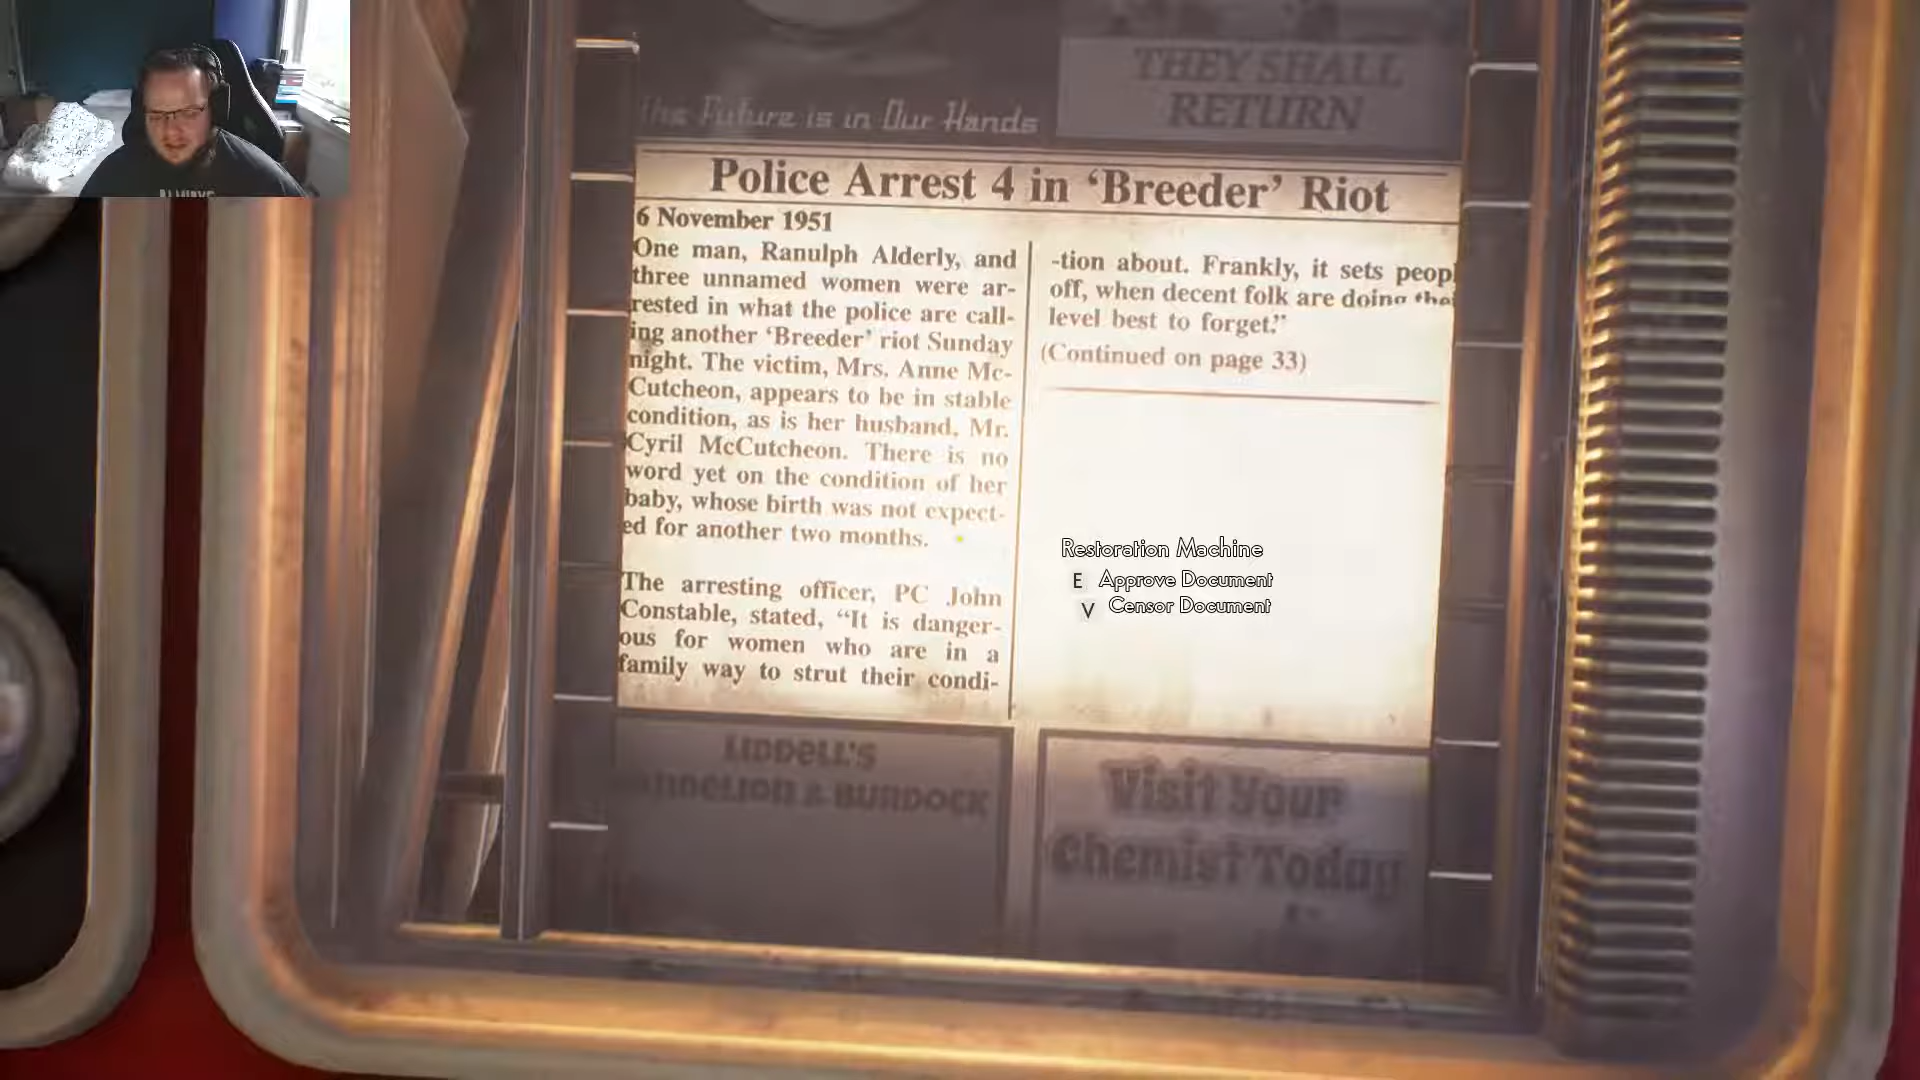 ALWAYS
THEY SHALL
RETURN
The Future is in Our Hands
Police Arrest 4 in ‘Breeder’ Riot
6 November 1951
One man, Ranulph Alderly, and
three unnamed women were ar-
rested in what the police are call-
ing another ‘Breeder’ riot Sunday
night. The victim, Mrs. Anne Mc-
Cutcheon, appears to be in stable
condition, as is her husband, Mr.
Cyril McCutcheon. There is no
word yet on the condition of her
baby, whose birth was not expect-
ed for another two months.
The arresting officer, PC John
Constable, stated, “It is danger-
ous for women who are in a
family way to strut their condi-
-tion about. Frankly, it sets peopl
off, when decent folk are doing thei
level best to forget.”
(Continued on page 33)
Restoration Machine
E Approve Document
V Censor Document
LIDDELL'S
& BURDOCK
Visit Your
Chemist Today